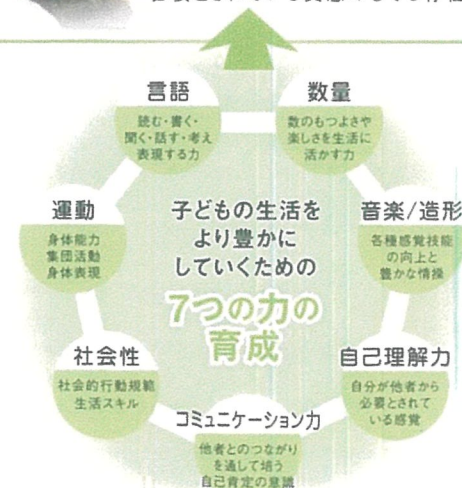 言語
読む・書く・
聞く・話す・考え
表現する力
数量
数のもつよさや
楽しさを生活に
活かす力
運動
身体能力
集団活動
身体表現
子どもの生活を
より豊かに
していくための
7つの力の
育成
音楽/造形
各種感覚技能
の向上と
豊かな情操
社会性
社会的行動規範
生活スキル
自己理解力
自分が他者から
必要とされて
いる感覚
コミュニケーション力
他者とのつながり
を通して培う
自己肯定の意識